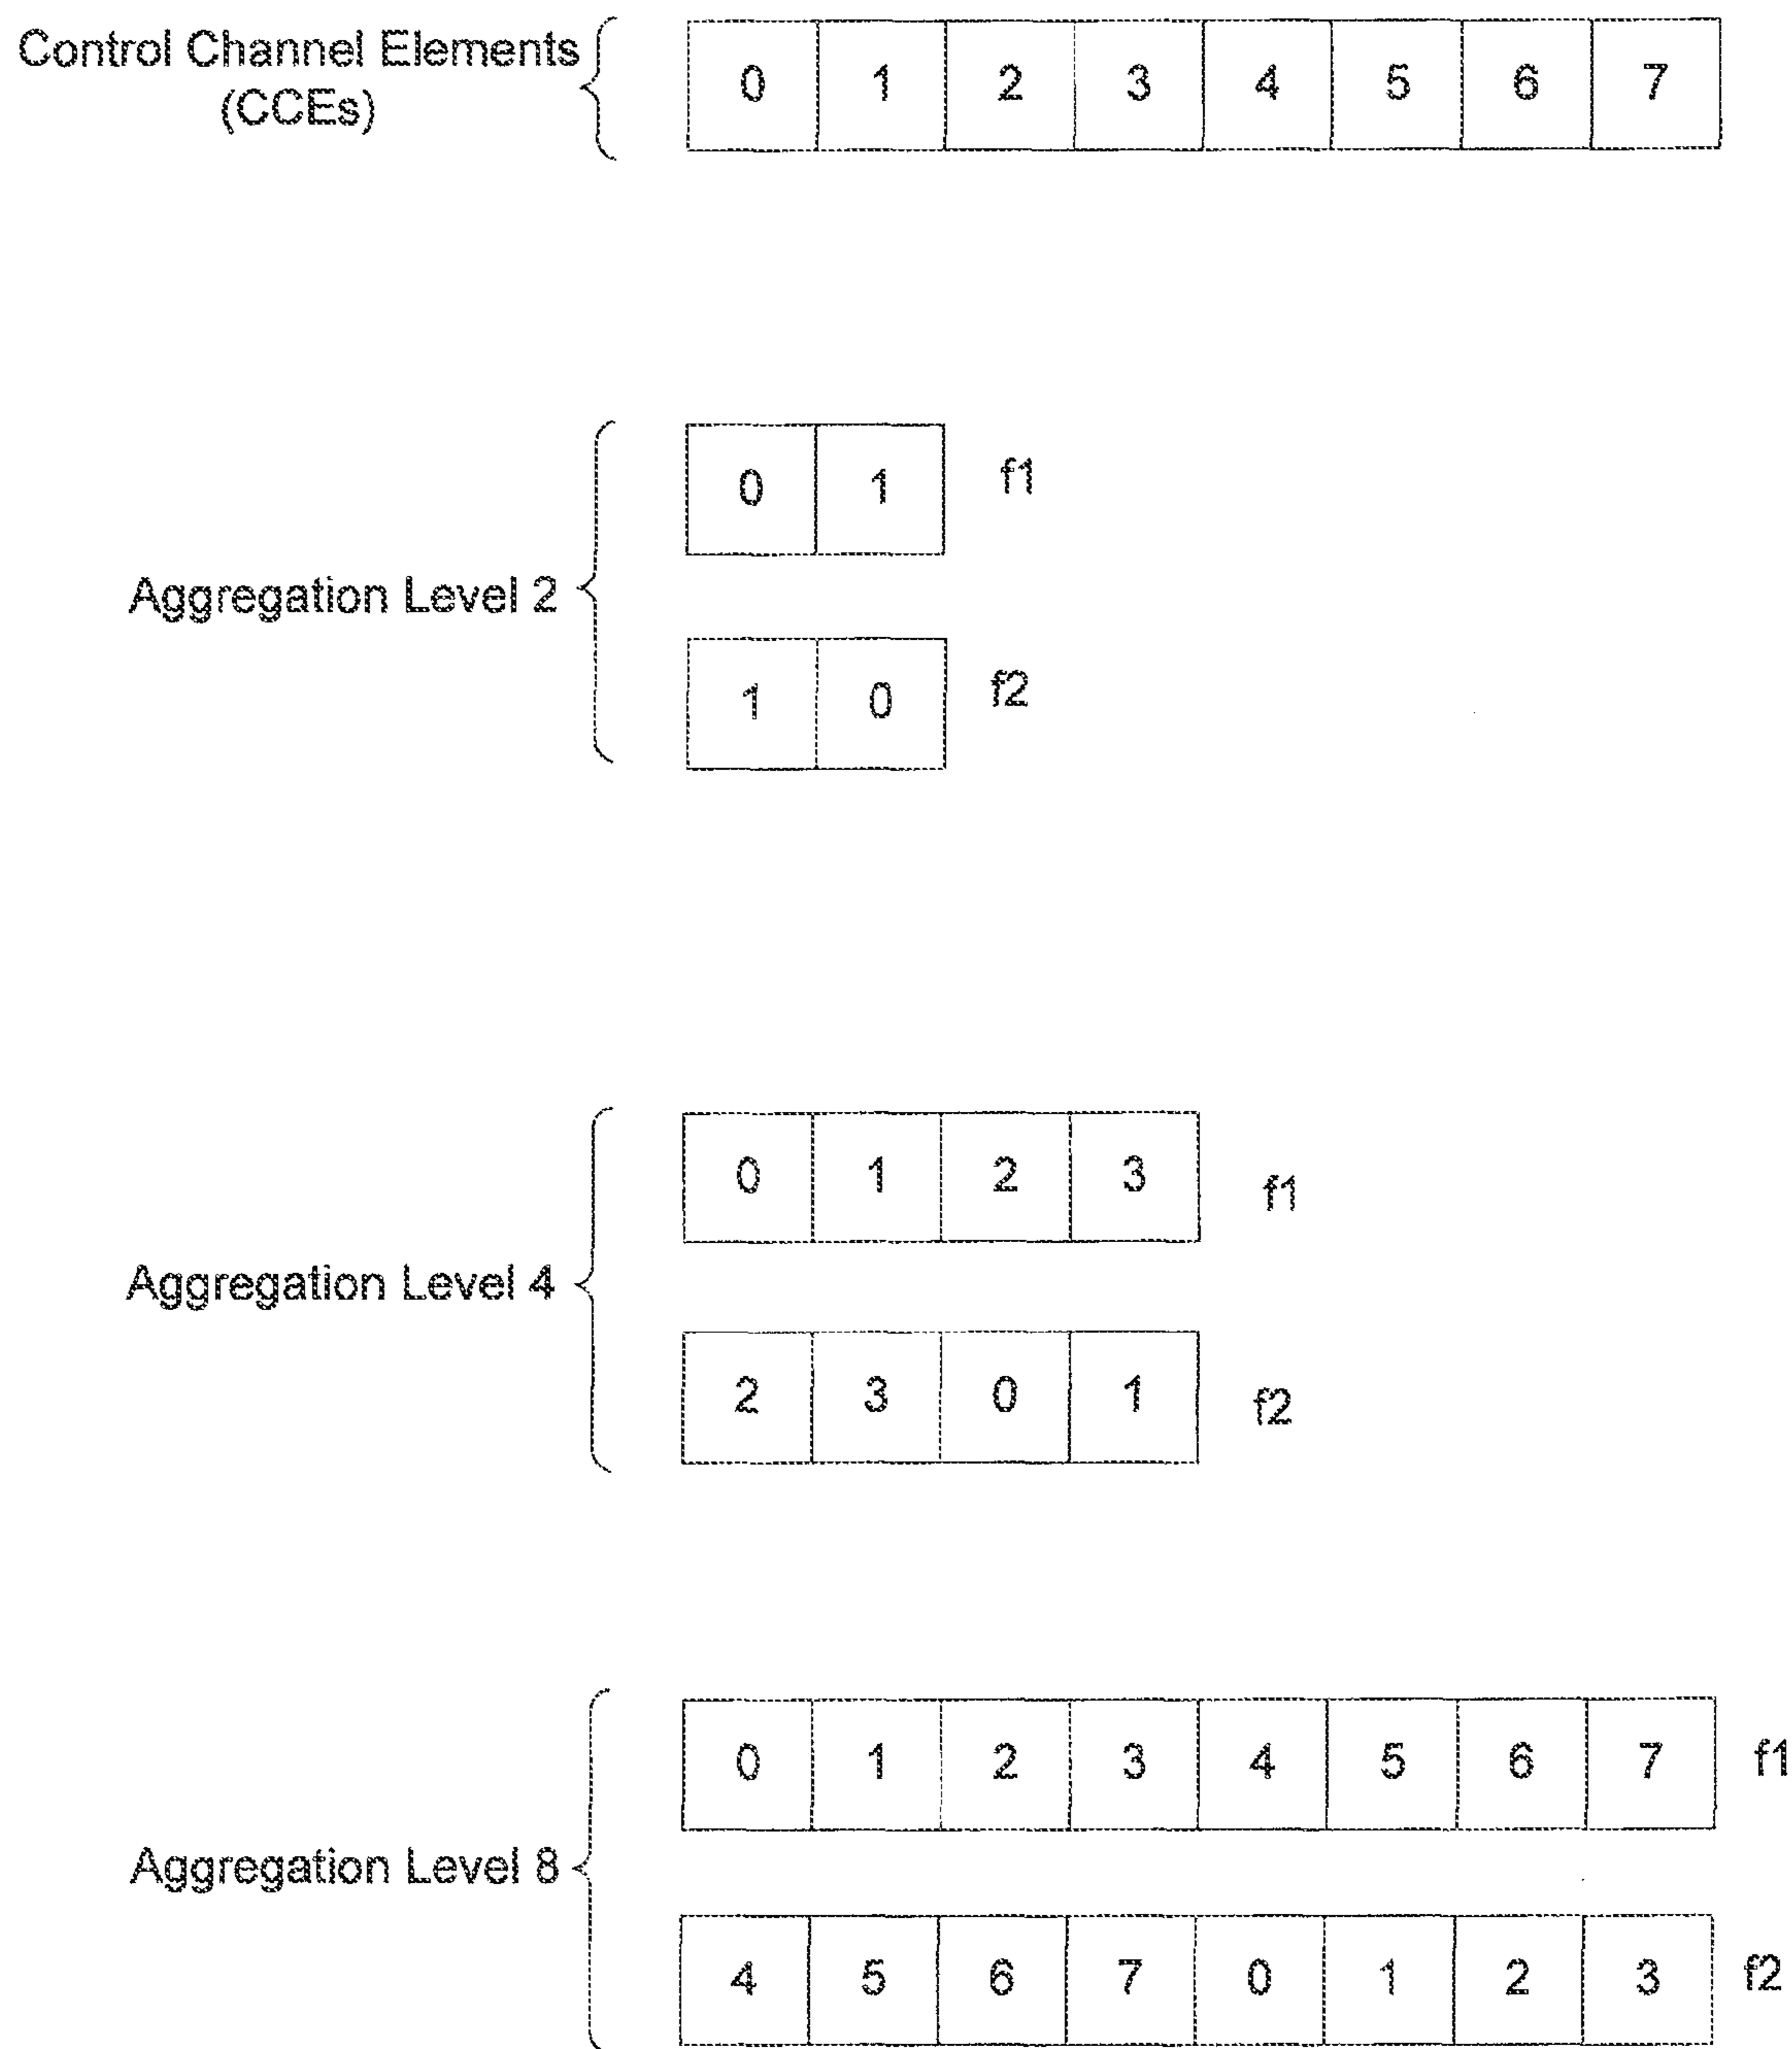 Control Channel Elements
(CCEs)
0 1 2 3 4 5 6 7
0 1 f1
Aggregation Level 2
1 0 f2
0 1 2 3 f1
Aggregation Level 4
2 3 0 1 f2
0 1 2 3 4 5 6 7 f1
Aggregation Level 8
4 5 6 7 0 1 2 3 f2